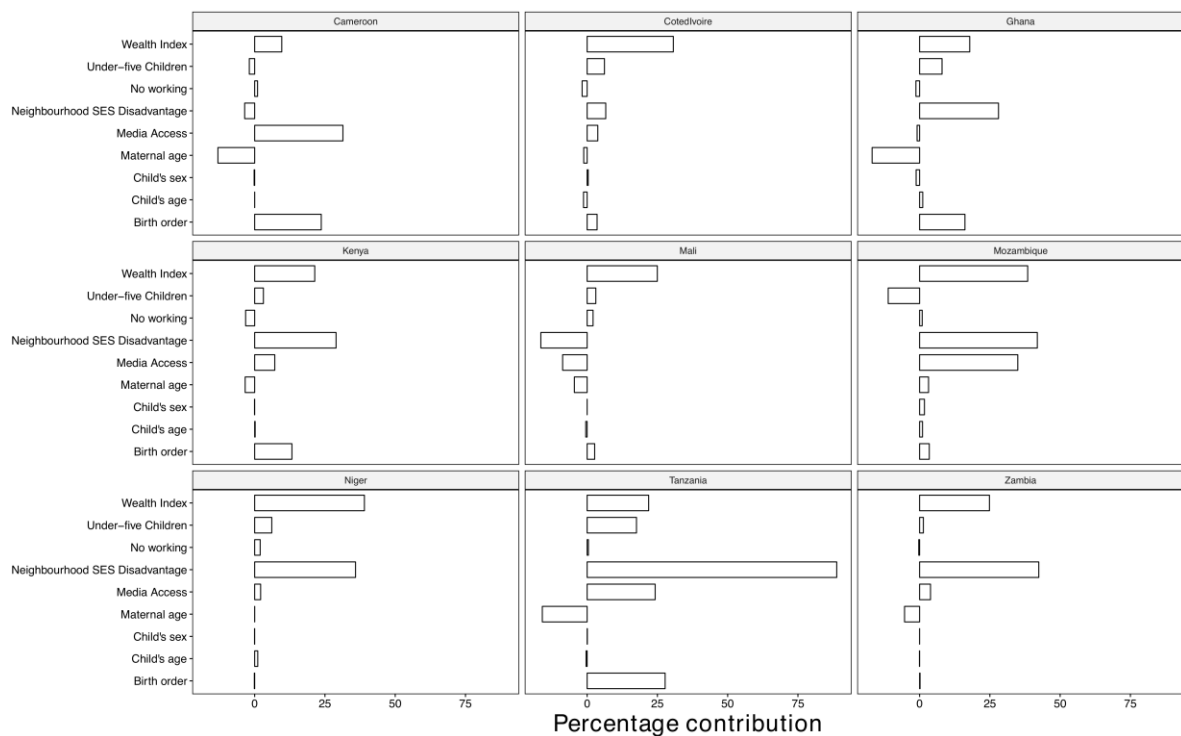 Cameroon
CotedIvoire
Ghana
Wealth Index
Under−five Children
No working
Neighbourhood SES Disadvantage
Media Access
Maternal age
Child's sex
Child's age
Birth order
Kenya
Mali
Mozambique
Wealth Index
Under−five Children
No working
Neighbourhood SES Disadvantage
Media Access
Maternal age
Child's sex
Child's age
Birth order
Niger
Tanzania
Zambia
Wealth Index
Under−five Children
No working
Neighbourhood SES Disadvantage
Media Access
Maternal age
Child's sex
Child's age
Birth order
0 25 50 75 0 25 50 75 0 25 50 75
Percentage contribution